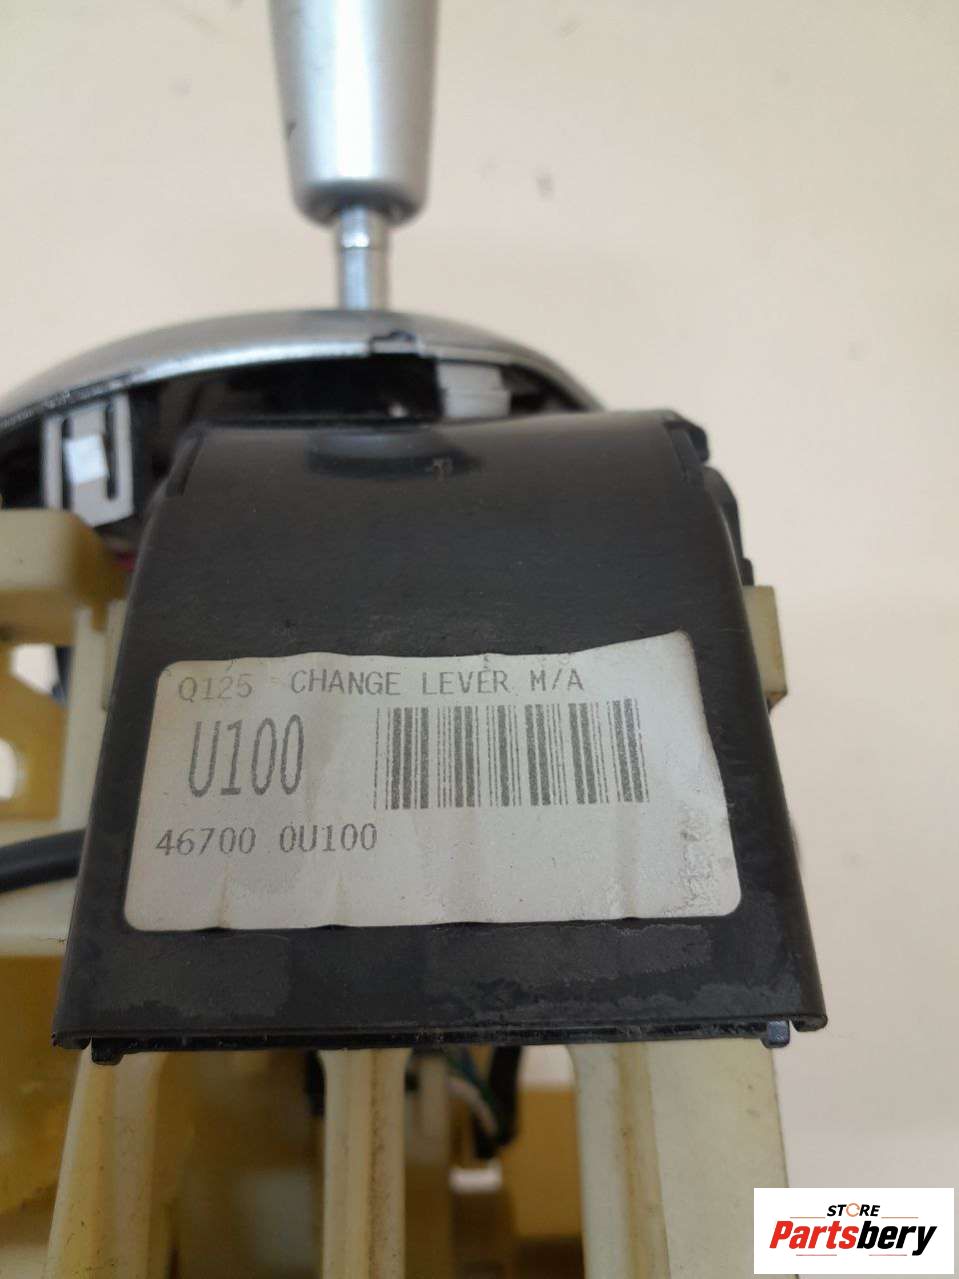 Q125 CHANGE LEVER M/A
U100
46700 0U100
STORE
Partsbery